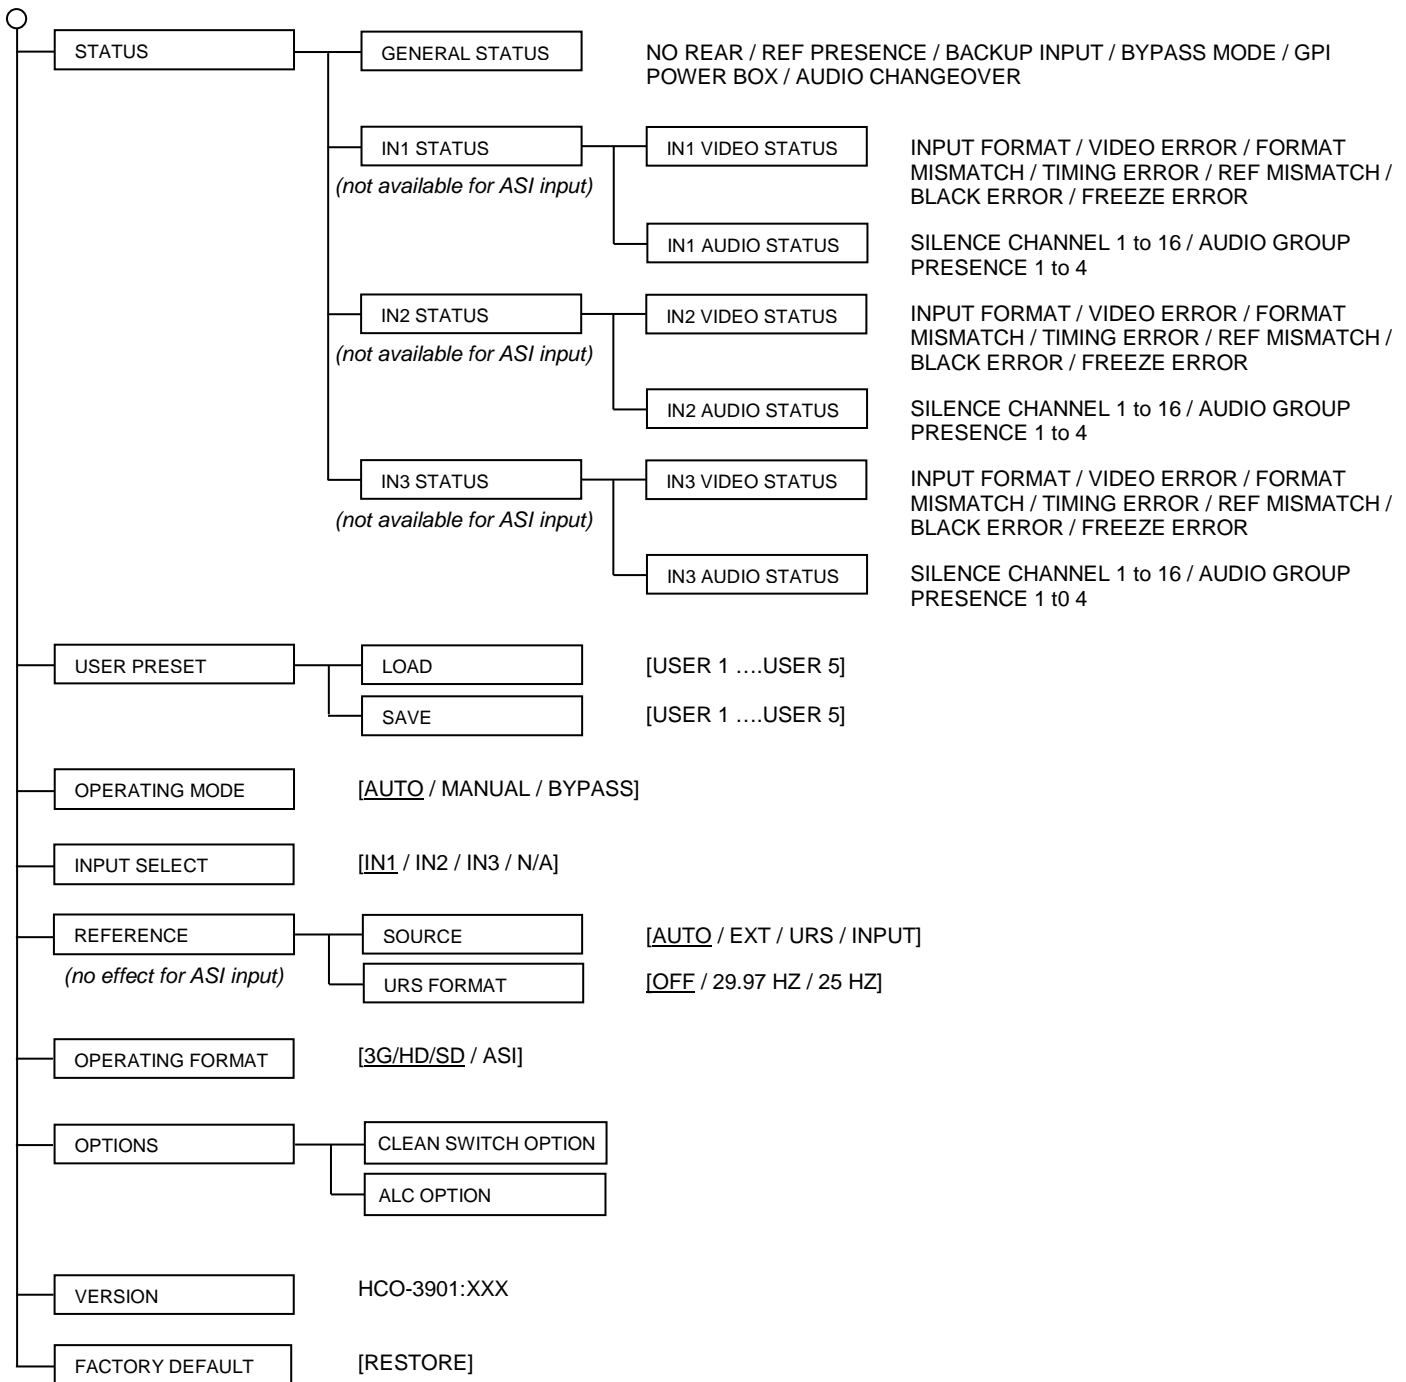 STATUS
GENERAL STATUS
NO REAR / REF PRESENCE / BACKUP INPUT / BYPASS MODE / GPI
POWER BOX / AUDIO CHANGEOVER
IN1 STATUS
(not available for ASI input)
IN1 VIDEO STATUS
INPUT FORMAT / VIDEO ERROR / FORMAT
MISMATCH / TIMING ERROR / REF MISMATCH /
BLACK ERROR / FREEZE ERROR
IN1 AUDIO STATUS
SILENCE CHANNEL 1 to 16 / AUDIO GROUP
PRESENCE 1 to 4
IN2 STATUS
(not available for ASI input)
IN2 VIDEO STATUS
INPUT FORMAT / VIDEO ERROR / FORMAT
MISMATCH / TIMING ERROR / REF MISMATCH /
BLACK ERROR / FREEZE ERROR
IN2 AUDIO STATUS
SILENCE CHANNEL 1 to 16 / AUDIO GROUP
PRESENCE 1 to 4
IN3 STATUS
(not available for ASI input)
IN3 VIDEO STATUS
INPUT FORMAT / VIDEO ERROR / FORMAT
MISMATCH / TIMING ERROR / REF MISMATCH /
BLACK ERROR / FREEZE ERROR
IN3 AUDIO STATUS
SILENCE CHANNEL 1 to 16 / AUDIO GROUP
PRESENCE 1 t0 4
USER PRESET
LOAD
[USER 1 ….USER 5]
SAVE
[USER 1 ….USER 5]
OPERATING MODE
[AUTO / MANUAL / BYPASS]
INPUT SELECT
[IN1 / IN2 / IN3 / N/A]
REFERENCE
(no effect for ASI input)
SOURCE
[AUTO / EXT / URS / INPUT]
URS FORMAT
[OFF / 29.97 HZ / 25 HZ]
OPERATING FORMAT
[3G/HD/SD / ASI]
OPTIONS
CLEAN SWITCH OPTION
ALC OPTION
VERSION
HCO-3901:XXX
FACTORY DEFAULT
[RESTORE]